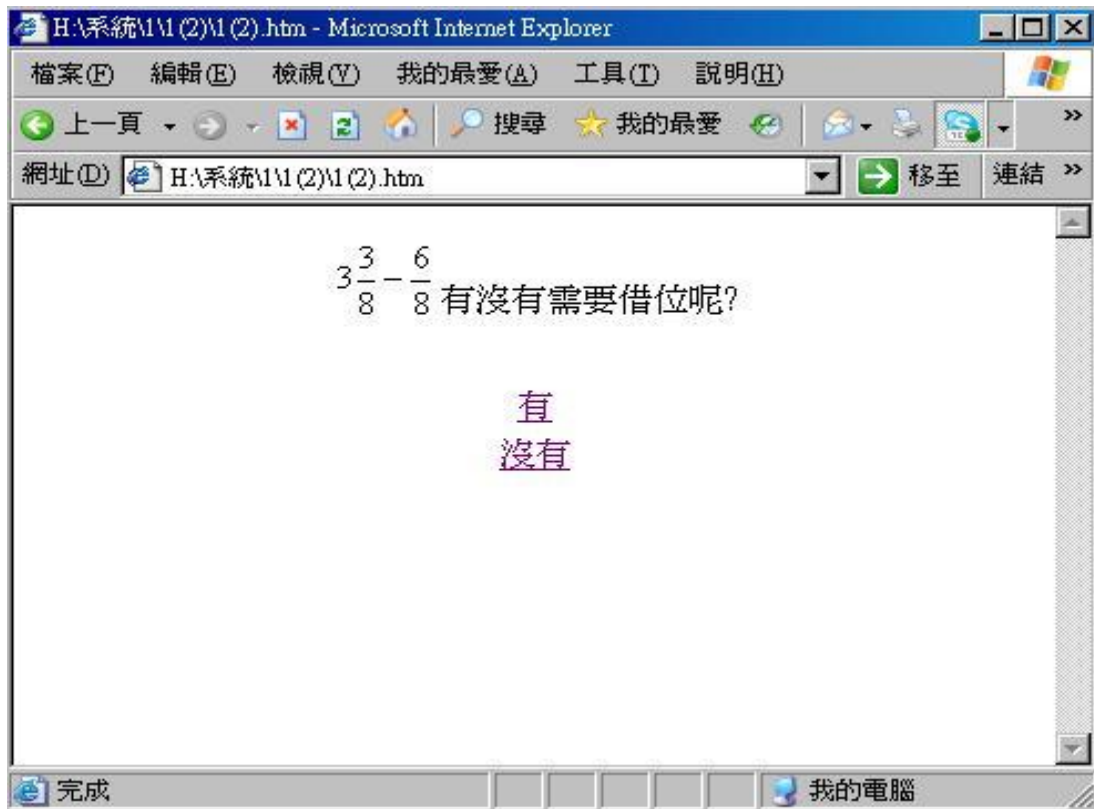 H:\系統\1\1(2)\1(2).htm - Microsoft Internet Explorer
檔案(F) 編輯(E) 檢視(V) 我的最愛(A) 工具(T) 說明(H)
上一頁 搜尋 我的最愛 »
網址(D) H:\系統\1\1(2)\1(2).htm 移至 連結 »
3 3/8 − 6/8 有沒有需要借位呢?
有
沒有
完成 我的電腦